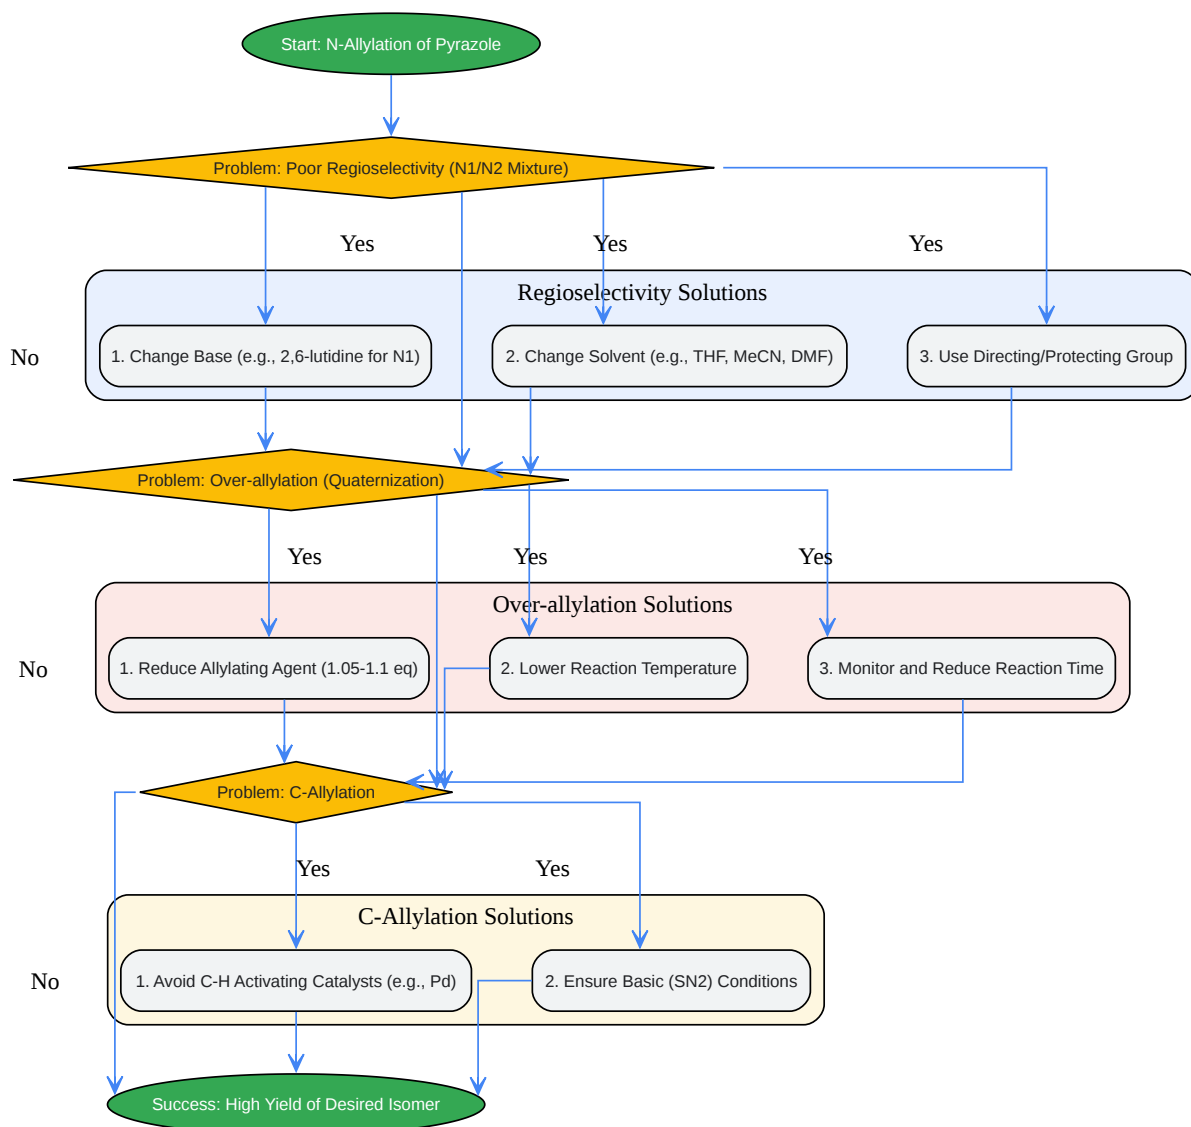 Start: N-Allylation of Pyrazole
Problem: Poor Regioselectivity (N1/N2 Mixture)
Yes
Yes
Yes
Regioselectivity Solutions
No
1. Change Base (e.g., 2,6-lutidine for N1)
2. Change Solvent (e.g., THF, MeCN, DMF)
3. Use Directing/Protecting Group
Problem: Over-allylation (Quaternization)
Yes
Yes
Yes
Over-allylation Solutions
No
1. Reduce Allylating Agent (1.05-1.1 eq)
2. Lower Reaction Temperature
3. Monitor and Reduce Reaction Time
Problem: C-Allylation
Yes
Yes
C-Allylation Solutions
No
1. Avoid C-H Activating Catalysts (e.g., Pd)
2. Ensure Basic (SN2) Conditions
Success: High Yield of Desired Isomer